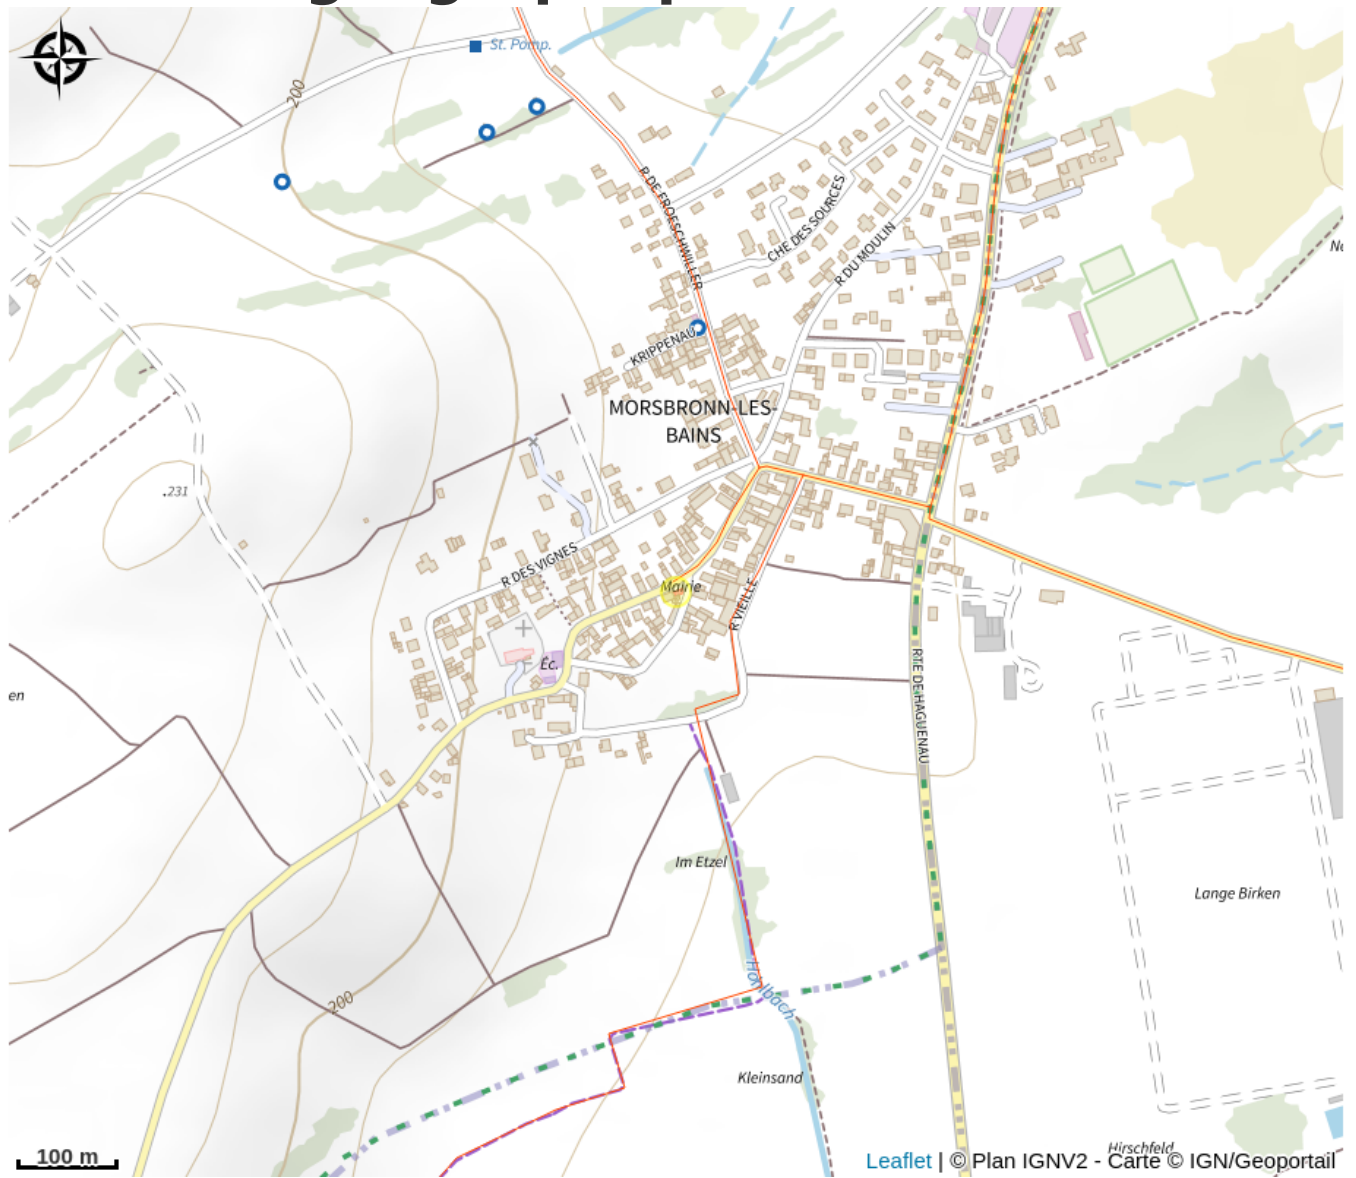 St. Pomp.
200
R DE FROESCHWILLER
CHE DES SOURCES
R DU MOULIN
KRIPPENAU
MORSBRONN-LES-
BAINS
.231
R DES VIGNES
Mairie
R VIEILLE
Éc.
RTE DE HAGUENAU
en
Im Etzel
Lange Birken
200
Kleinsand
Hirschfeld
100 m
Leaflet | © Plan IGNV2 - Carte © IGN/Geoportail